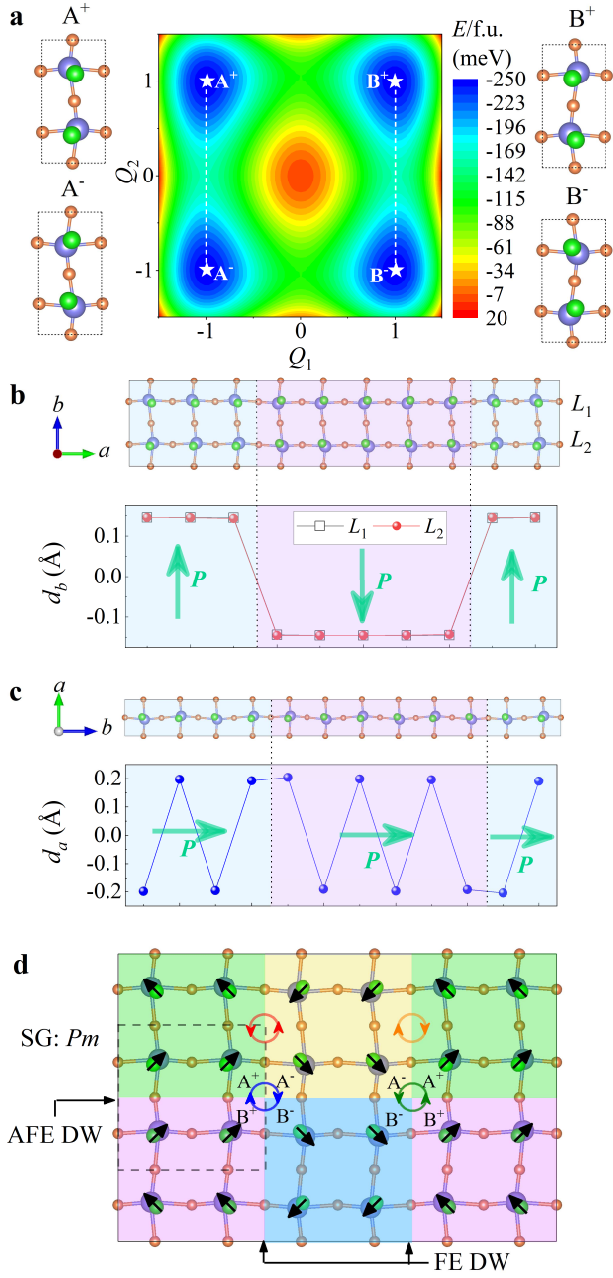 a
A+
B+
E/f.u.
(meV)
1
A+
B+
-250
-223
-196
-169
Q2
0
-142
-115
-88
-61
A-
B-
-34
-1
A-
B-
-7
20
-1
0
1
Q1
b
b
a
L1
L2
0.1
0.0
-0.1
db (Å)
L1
L2
P
P
P
c
a
b
0.2
0.1
0.0
-0.1
-0.2
da (Å)
P
P
P
d
SG: Pm
A+ A-
A- A+
B+ B-
B- B+
AFE DW
FE DW